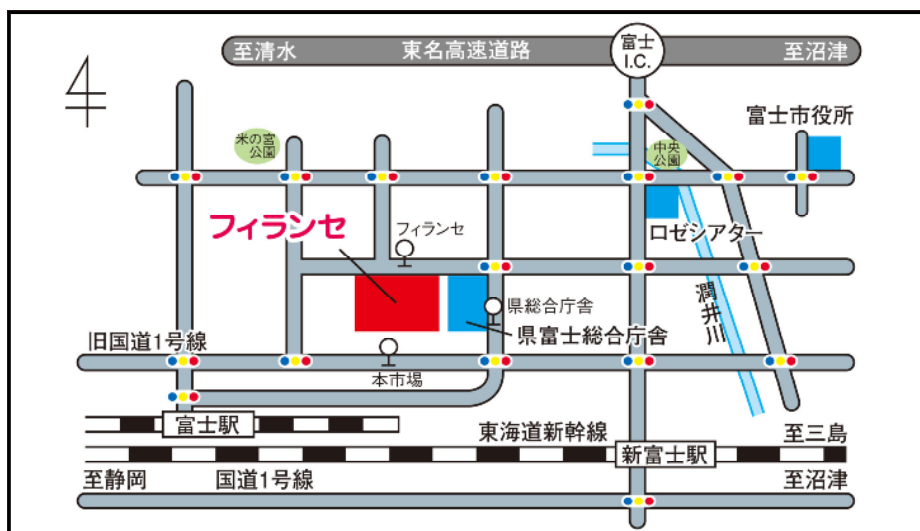 至清水
東名高速道路
富士
I.C.
至沼津
米の宮
公園
中央
公園
富士市役所
フィランセ
フィランセ
ロゼシアター
潤井川
県総合庁舎
県富士総合庁舎
旧国道1号線
本市場
富士駅
東海道新幹線
新富士駅
至三島
至静岡
国道1号線
至沼津